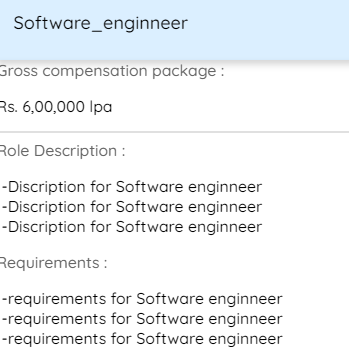 Software_enginneer
Gross compensation package :
Rs. 6,00,000 lpa
Role Description :
-Discription for Software enginneer
-Discription for Software enginneer
-Discription for Software enginneer
Requirements :
-requirements for Software enginneer
-requirements for Software enginneer
-requirements for Software enginneer